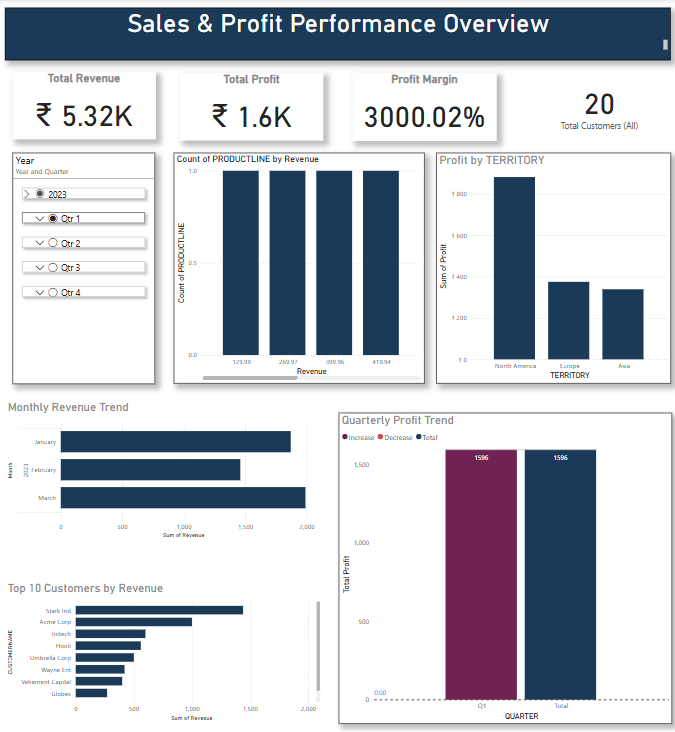 Sales & Profit Performance Overview
Total Revenue
₹ 5.32K
Total Profit
₹ 1.6K
Profit Margin
3000.02%
20
Total Customers (All)
Year
Year and Quarter
2023
Qtr 1
Qtr 2
Qtr 3
Qtr 4
Count of PRODUCTLINE by Revenue
Count of PRODUCTLINE
1.0
0.5
0.0
129.99
269.97
399.96
419.94
Revenue
Profit by TERRITORY
Sum of Profit
₹ 800
₹ 600
₹ 400
₹ 200
₹ 0
North America
Europe
Asia
TERRITORY
Monthly Revenue Trend
Month
2023
January
February
March
0
500
1,000
1,500
2,000
Sum of Revenue
Top 10 Customers by Revenue
CUSTOMERNAME
Stark Ind
Acme Corp
Initech
Hooli
Umbrella Corp
Wayne Ent
Vehement Capital
Globex
0
500
1,000
1,500
2,000
Sum of Revenue
Quarterly Profit Trend
Increase Decrease Total
Total Profit
1,500
1,000
500
0
1596
1596
0.00
Q1
Total
QUARTER